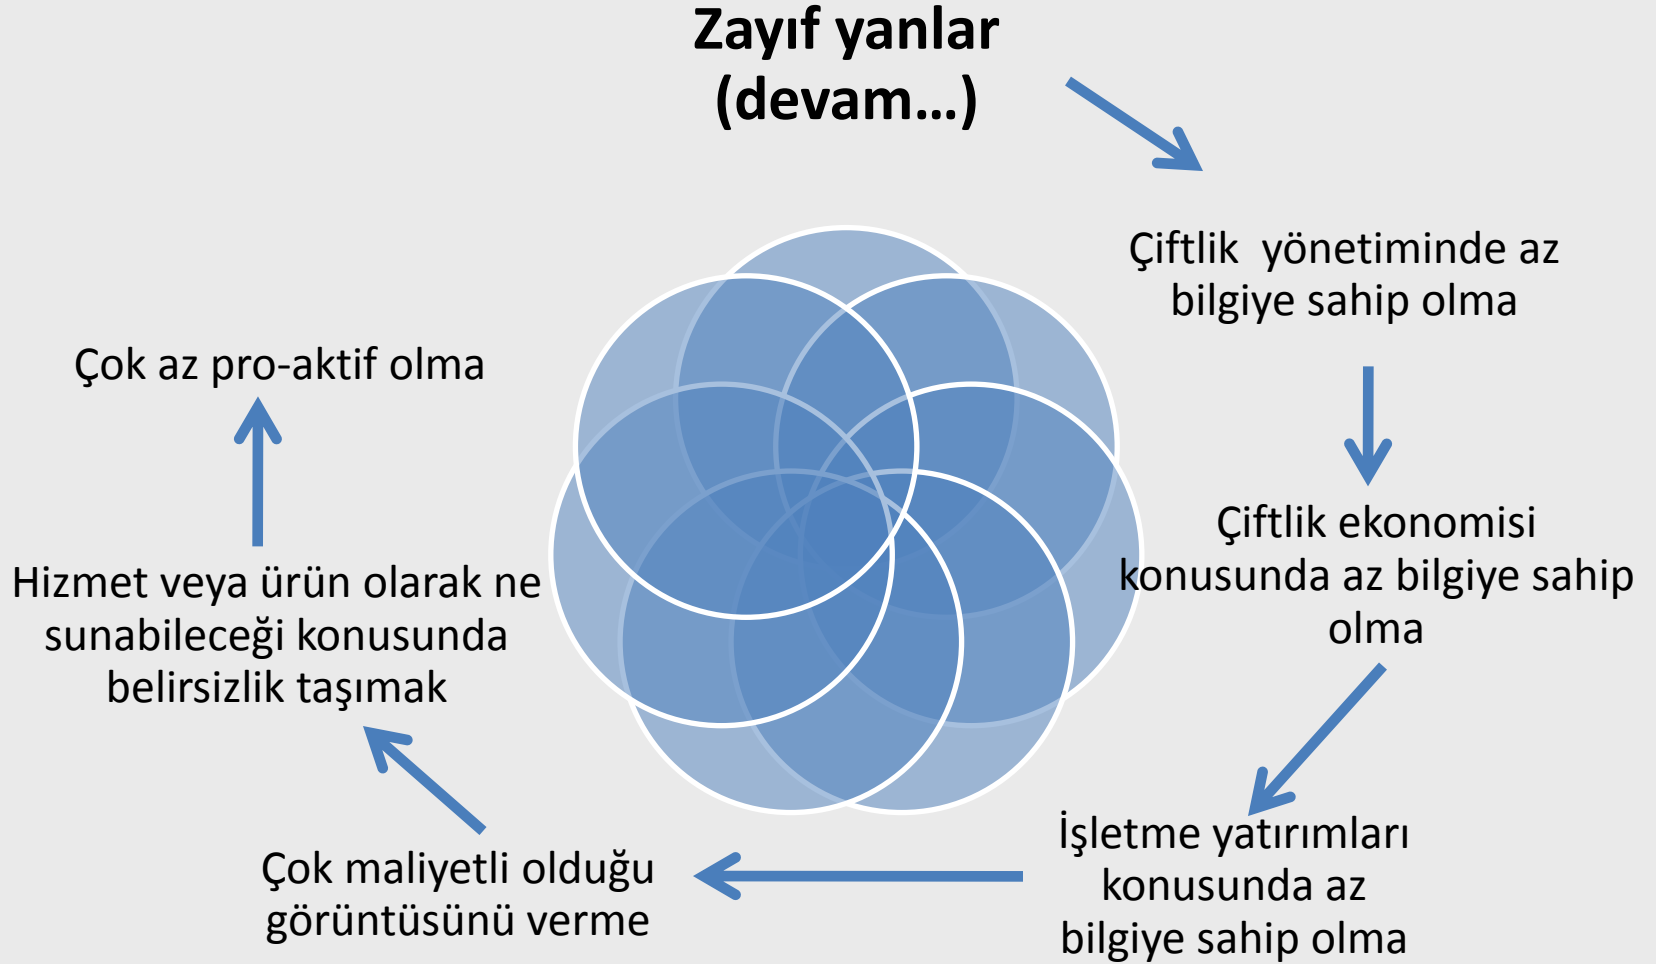 Zayıf yanlar
(devam...)
Çiftlik  yönetiminde az
bilgiye sahip olma
Çiftlik ekonomisi
konusunda az bilgiye sahip
olma
İşletme yatırımları
konusunda az
bilgiye sahip olma
Çok maliyetli olduğu
görüntüsünü verme
Hizmet veya ürün olarak ne
sunabileceği konusunda
belirsizlik taşımak
Çok az pro-aktif olma